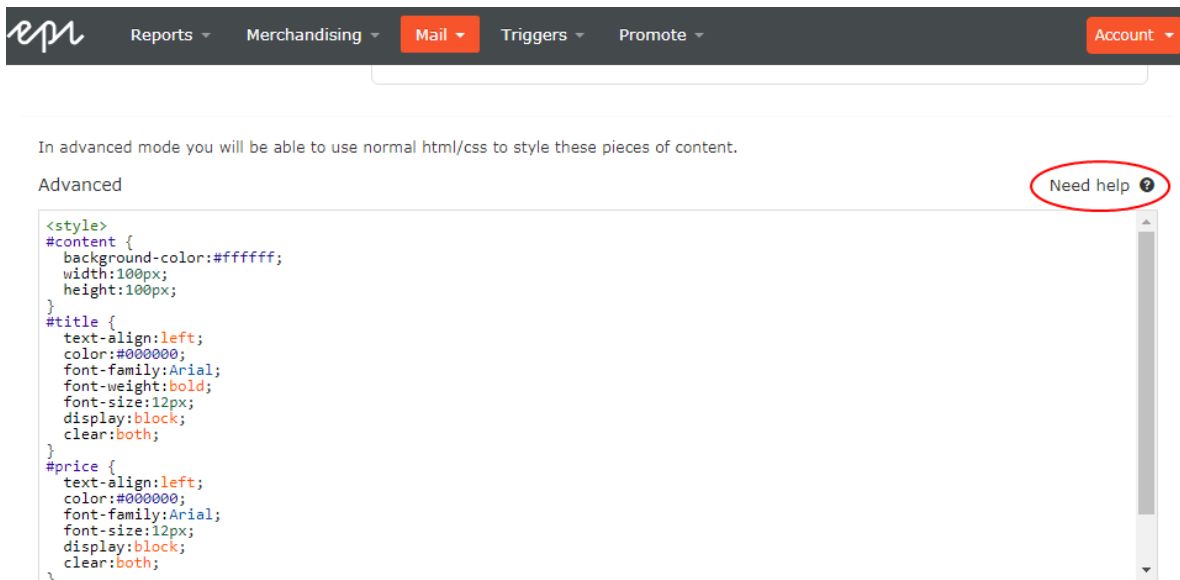 epi Reports Merchandising Mail Triggers Promote Account
In advanced mode you will be able to use normal html/css to style these pieces of content.
Advanced Need help ?
<style>
#content {
  background-color:#ffffff;
  width:100px;
  height:100px;
}
#title {
  text-align:left;
  color:#000000;
  font-family:Arial;
  font-weight:bold;
  font-size:12px;
  display:block;
  clear:both;
}
#price {
  text-align:left;
  color:#000000;
  font-family:Arial;
  font-size:12px;
  display:block;
  clear:both;
}